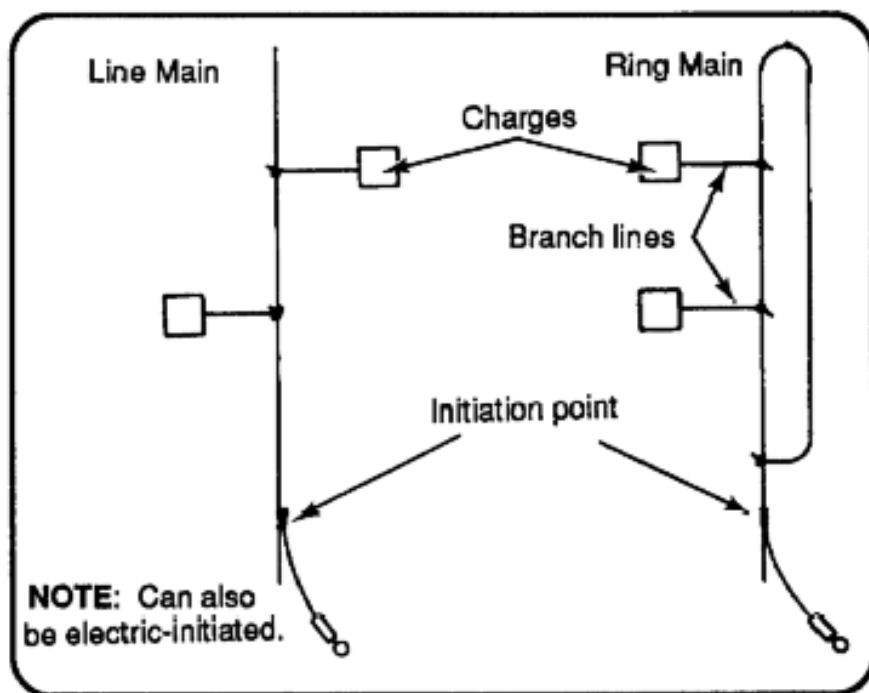 Line Main
Ring Main
Charges
Branch lines
Initiation point
NOTE: Can also
be electric-initiated.